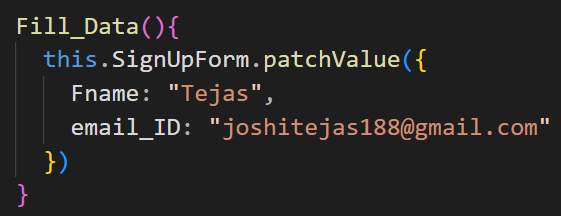 Fill_Data(){
this.SignUpForm.patchValue({
Fname: "Tejas",
email_ID: "joshitejas188@gmail.com"
})
}